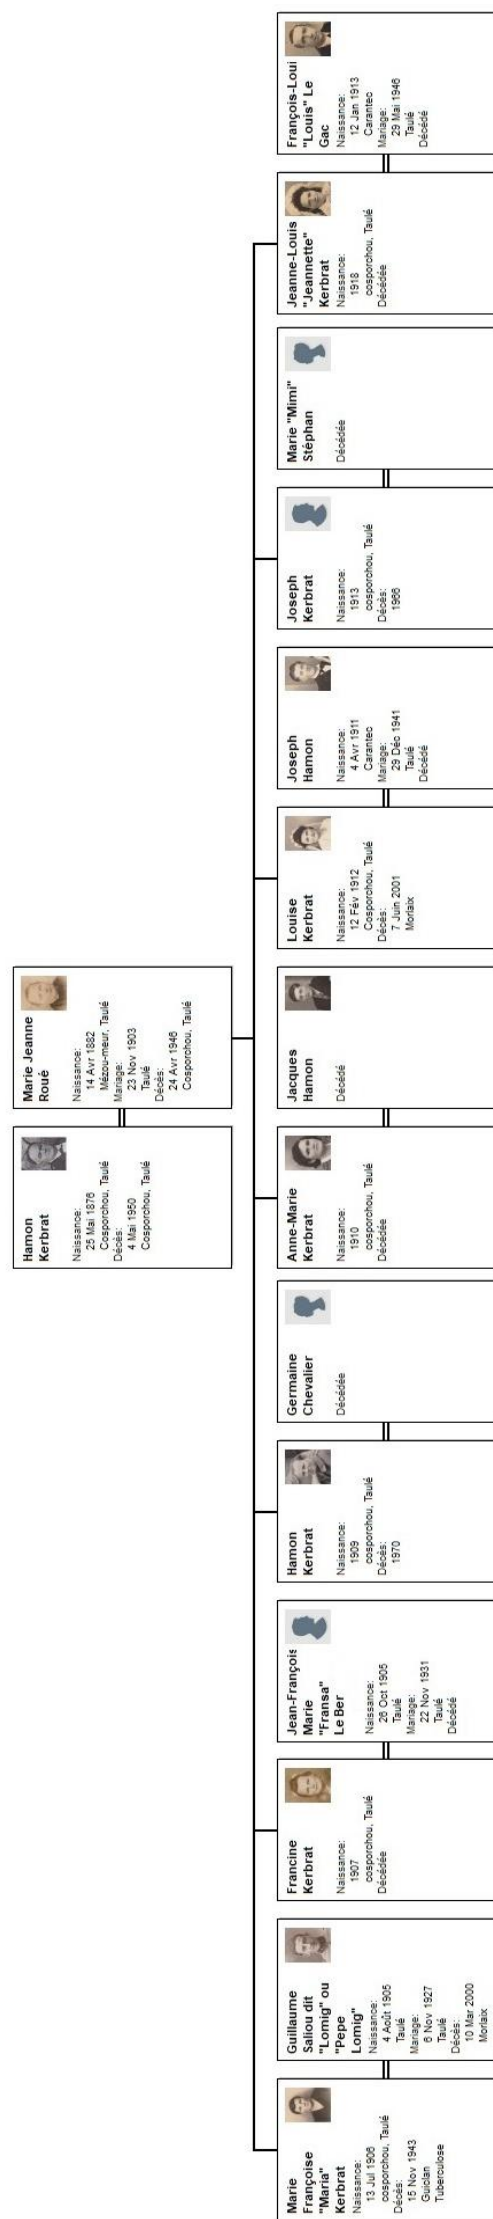 Hamon
Kerbrat
Naissance:
25 Mai 1876
Cosporchou, Taulé
Décès:
4 Mai 1950
Cosporchou, Taulé
Marie Jeanne
Roué
Naissance:
14 Avr 1882
Mézou-meur, Taulé
Mariage:
23 Nov 1903
Taulé
Décès:
24 Avr 1946
Cosporchou, Taulé
Marie
Françoise
"Maria"
Kerbrat
Naissance:
13 Jul 1906
cosporchou, Taulé
Décès:
15 Nov 1943
Guiclan
Tuberculose
Guillaume
Saliou dit
"Lomig" ou
"Pepe
Lomig"
Naissance:
4 Août 1905
Taulé
Mariage:
6 Nov 1927
Taulé
Décès:
10 Mar 2000
Morlaix
Francine
Kerbrat
Naissance:
1907
cosporchou, Taulé
Décédée
Jean-François
Marie
"Fransa"
Le Ber
Naissance:
26 Oct 1905
Taulé
Mariage:
22 Nov 1931
Taulé
Décédé
Hamon
Kerbrat
Naissance:
1909
cosporchou, Taulé
Décès:
1970
Germaine
Chevalier
Décédée
Anne-Marie
Kerbrat
Naissance:
1910
cosporchou, Taulé
Décédée
Jacques
Hamon
Décédé
Louise
Kerbrat
Naissance:
12 Fév 1912
Cosporchou, Taulé
Décès:
7 Juin 2001
Morlaix
Joseph
Hamon
Naissance:
4 Avr 1911
Carantec
Mariage:
29 Déc 1941
Taulé
Décédé
Joseph
Kerbrat
Naissance:
1913
cosporchou, Taulé
Décès:
1966
Marie "Mimi"
Stéphan
Décédée
Jeanne-Louis
"Jeannette"
Kerbrat
Naissance:
1918
cosporchou, Taulé
Décédée
François-Loui
"Louis" Le
Gac
Naissance:
12 Jan 1913
Carantec
Mariage:
29 Mai 1946
Taulé
Décédé